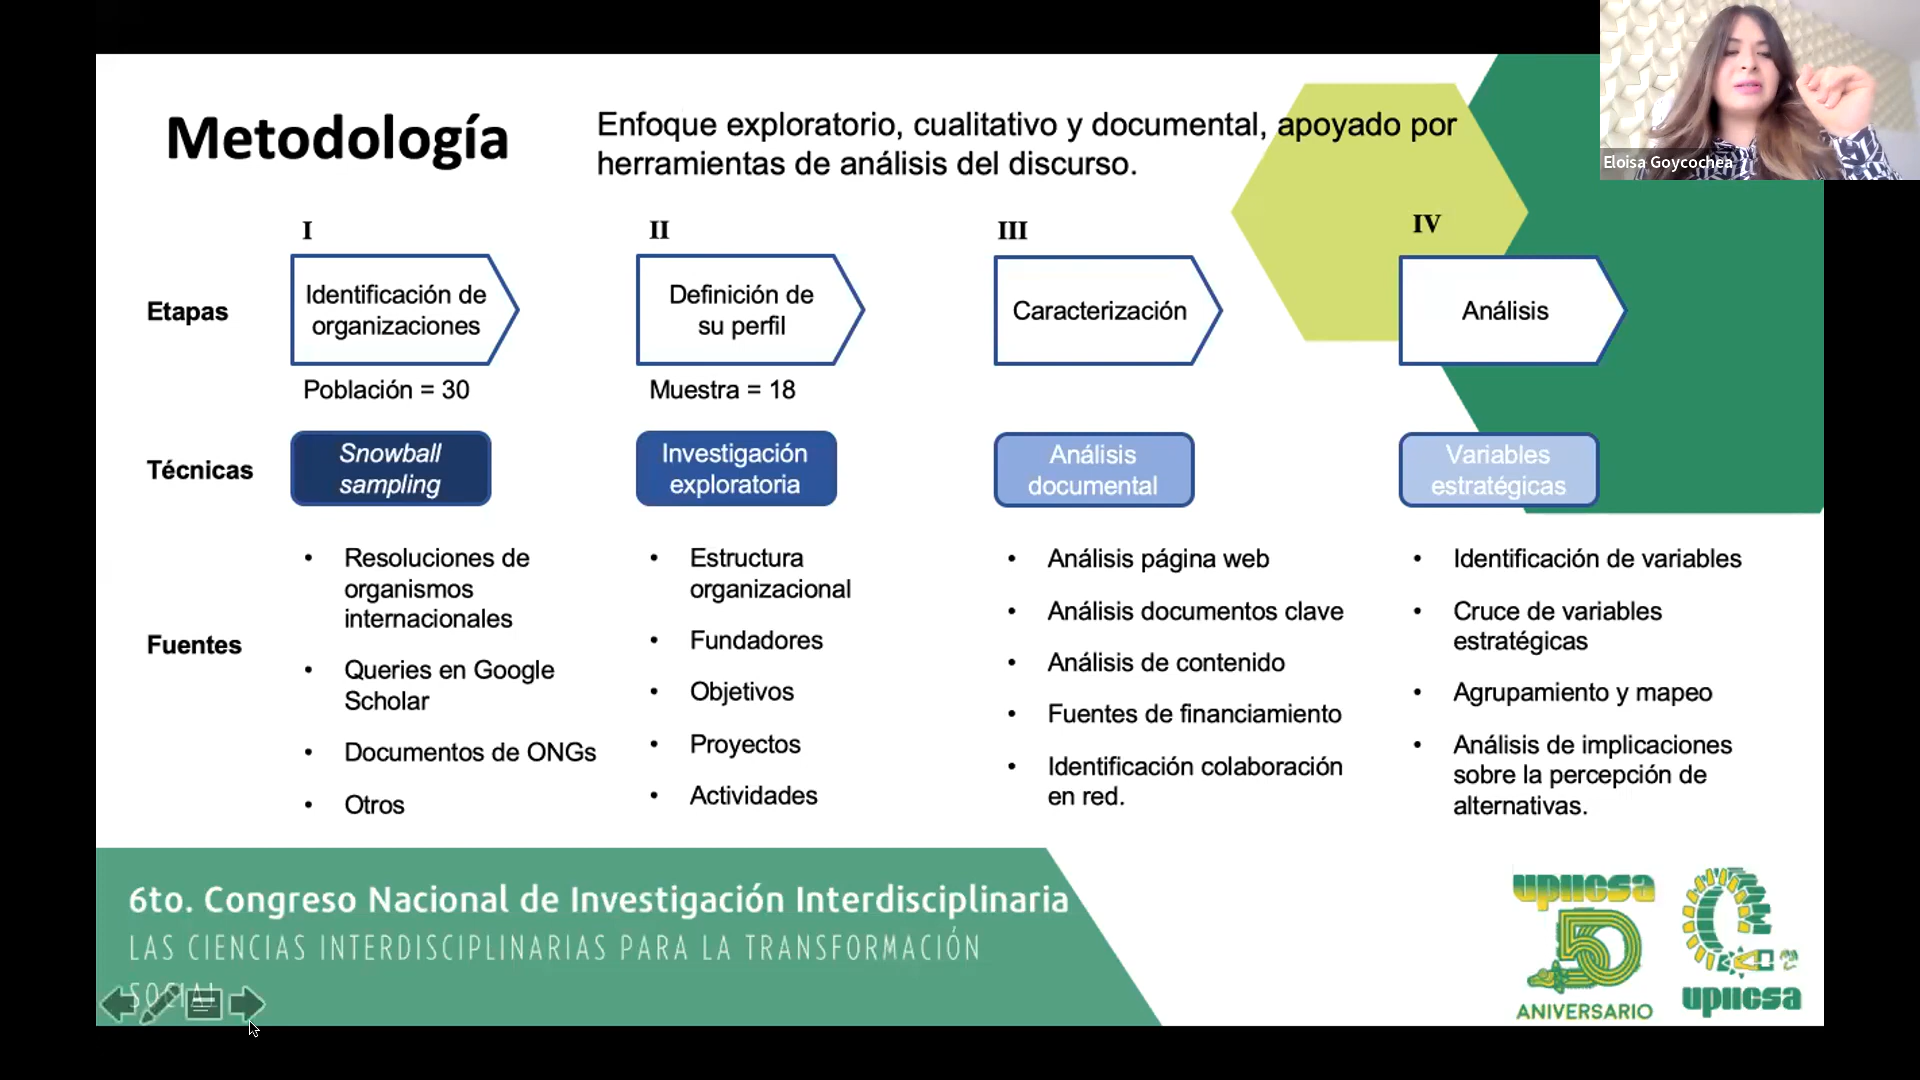 Eloisa Goycochea
Metodología
Enfoque exploratorio, cualitativo y documental, apoyado por
herramientas de análisis del discurso.
I
II
III
IV
Etapas
Identificación de
organizaciones
Definición de
su perfil
Caracterización
Análisis
Población = 30
Muestra = 18
Técnicas
Snowball
sampling
Investigación
exploratoria
Análisis
documental
Variables
estratégicas
Fuentes
• Resoluciones de
organismos
internacionales
• Queries en Google
Scholar
• Documentos de ONGs
• Otros
• Estructura
organizacional
• Fundadores
• Objetivos
• Proyectos
• Actividades
• Análisis página web
• Análisis documentos clave
• Análisis de contenido
• Fuentes de financiamiento
• Identificación colaboración
en red.
• Identificación de variables
• Cruce de variables
estratégicas
• Agrupamiento y mapeo
• Análisis de implicaciones
sobre la percepción de
alternativas.
6to. Congreso Nacional de Investigación Interdisciplinaria
LAS CIENCIAS INTERDISCIPLINARIAS PARA LA TRANSFORMACIÓN
SOCIAL
upiicsa
50
ANIVERSARIO
upiicsa